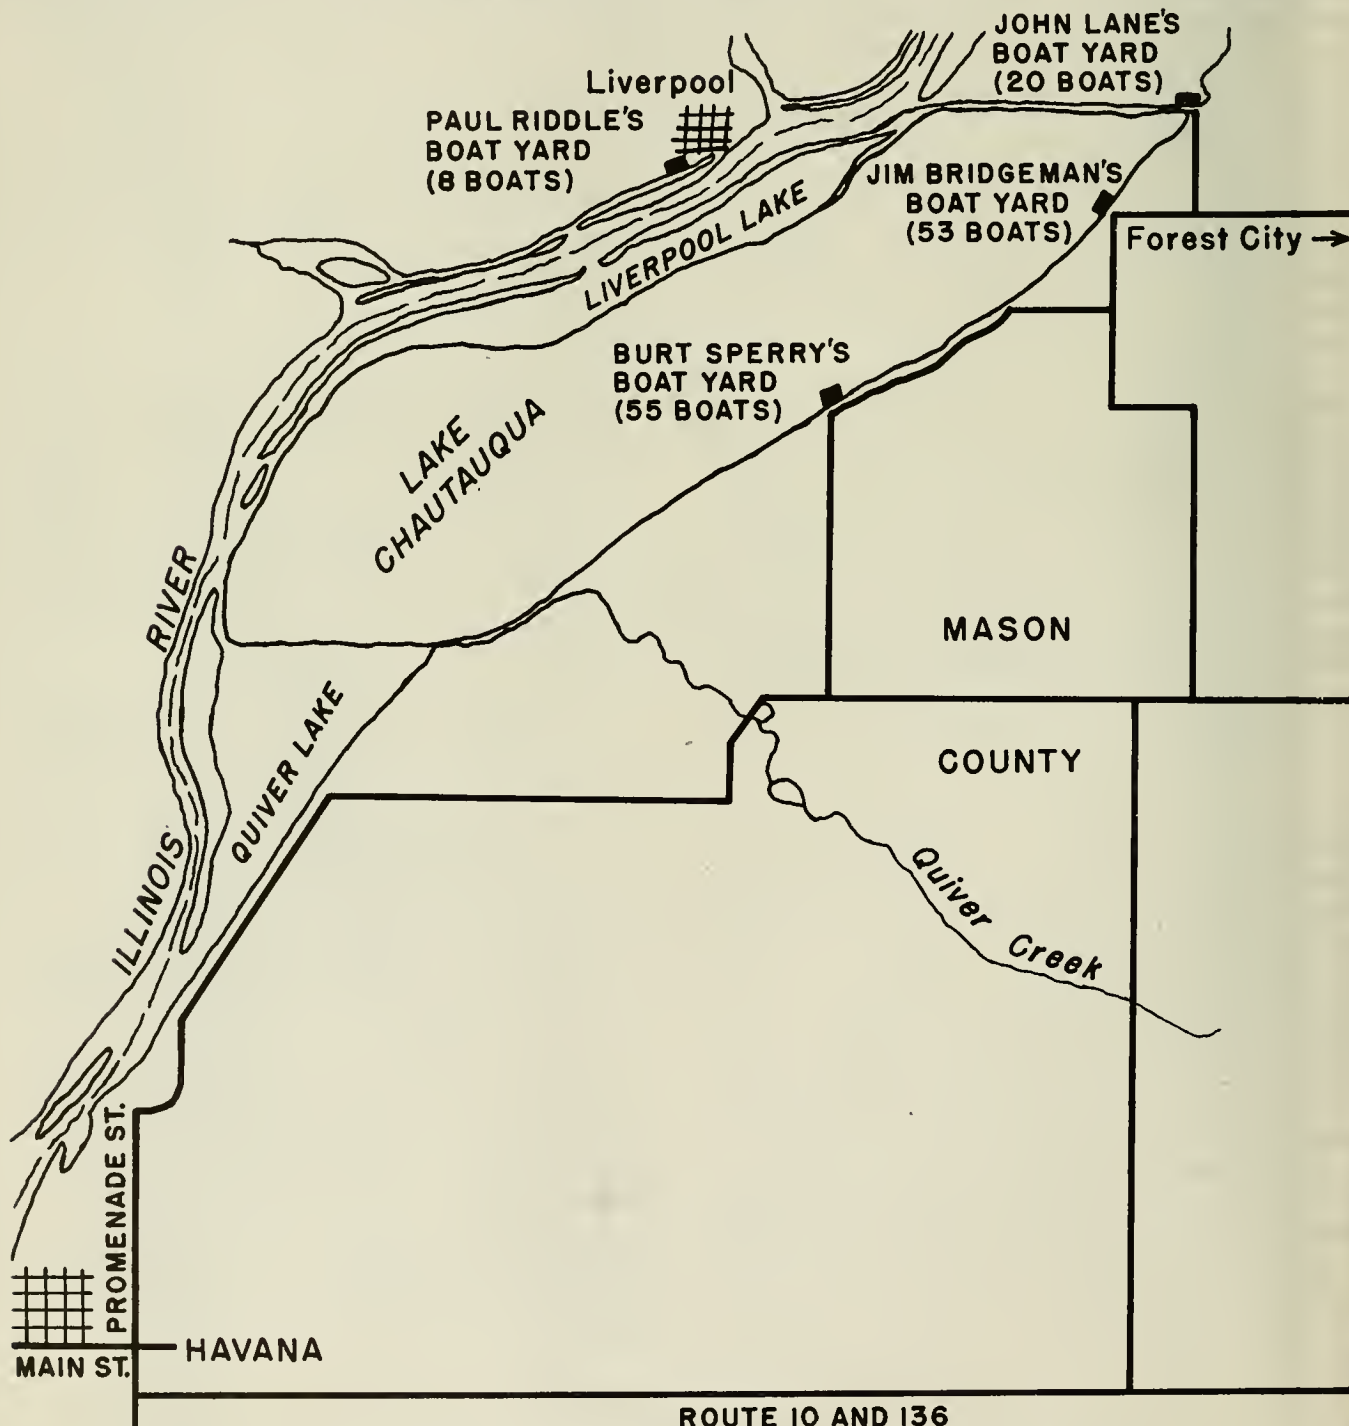 JOHN LANE'S
BOAT YARD
(20 BOATS)
Liverpool
PAUL RIDDLE'S
BOAT YARD
(8 BOATS)
JIM BRIDGEMAN'S
BOAT YARD
(53 BOATS)
Forest City →
LIVERPOOL LAKE
BURT SPERRY'S
BOAT YARD
(55 BOATS)
LAKE
CHAUTAUQUA
MASON
COUNTY
QUIVER LAKE
ILLINOIS RIVER
Quiver Creek
PROMENADE ST.
HAVANA
MAIN ST.
ROUTE 10 AND 136